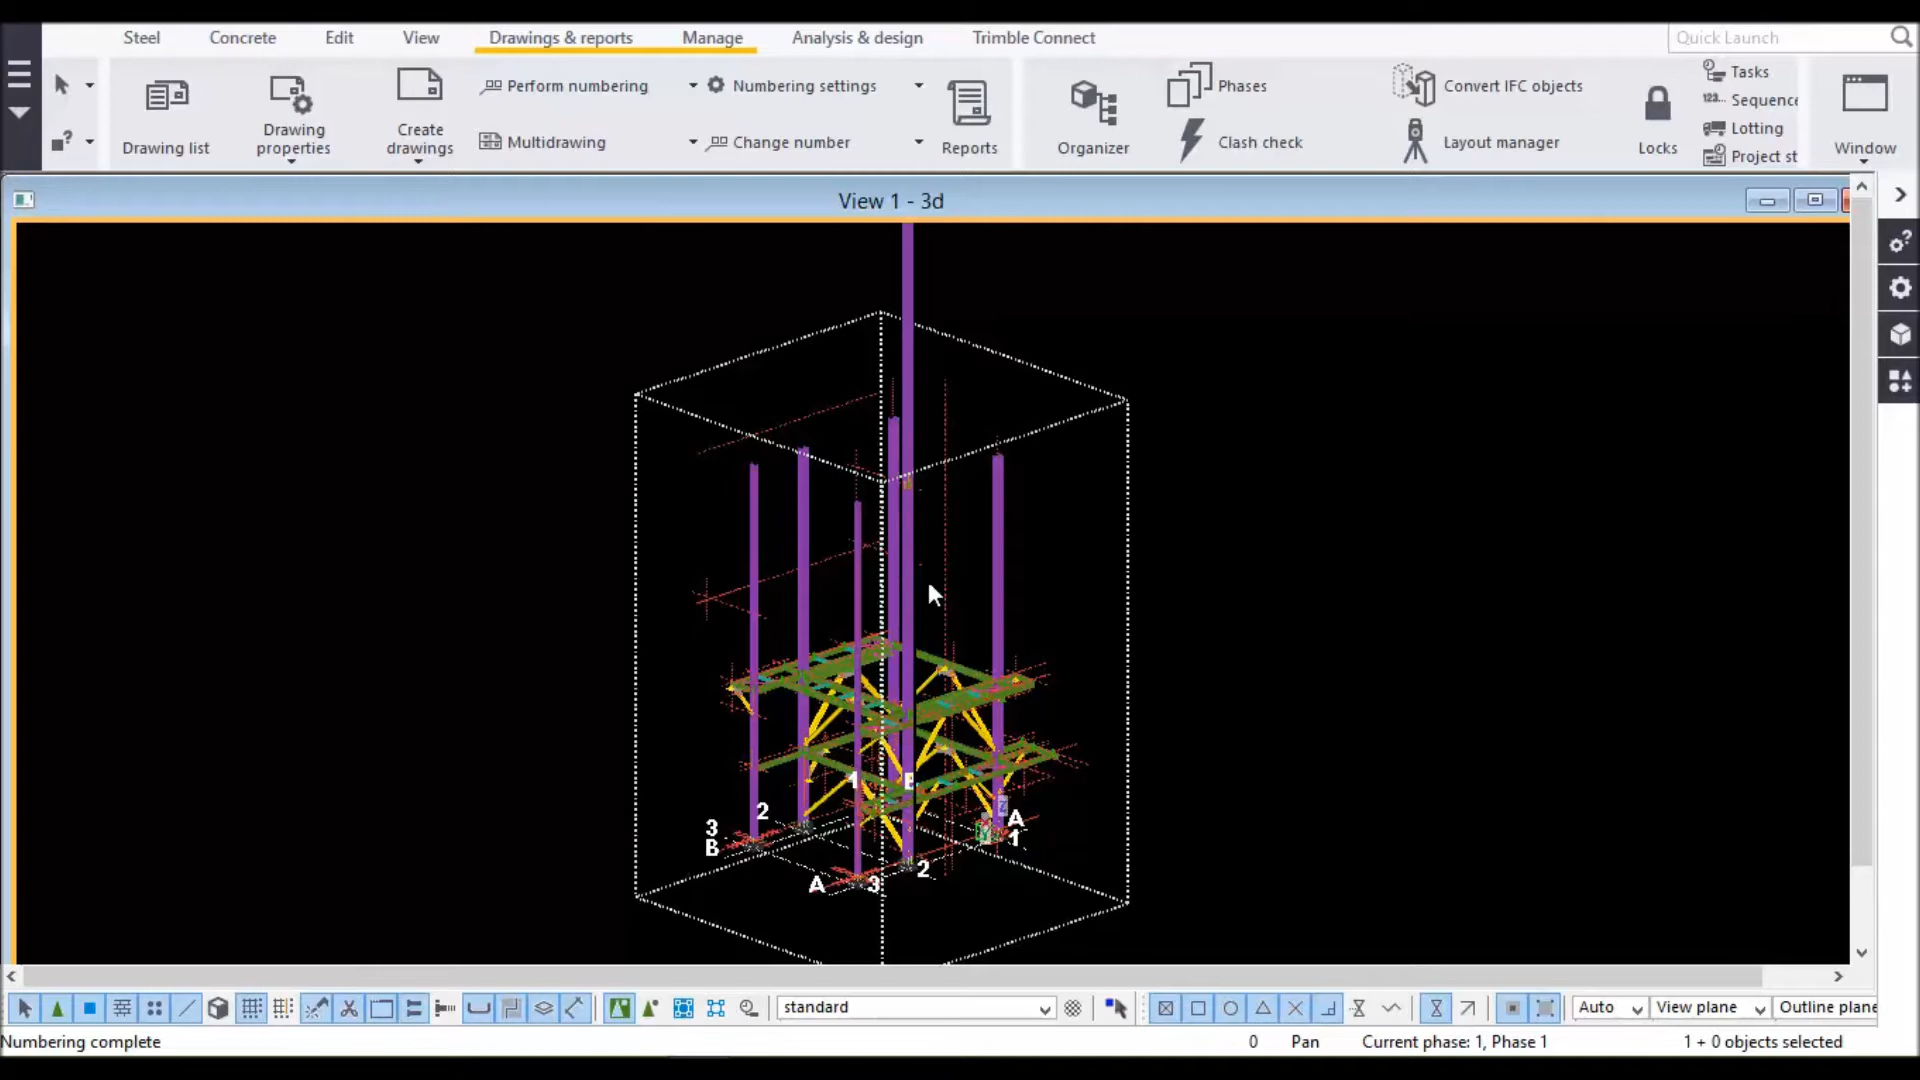 Steel Concrete Edit View Drawings & reports Manage Analysis & design Trimble Connect Quick Launch
Drawing list
Drawing properties
Create drawings
Perform numbering
Multidrawing
Numbering settings
Change number
Reports
Organizer
Phases
Clash check
Convert IFC objects
Layout manager
Locks
Tasks
123... Sequence
Lotting
Project st
Window
View 1 - 3d
1 B
2
3
B
A
1
2
A 3
standard Auto View plane Outline plane
Numbering complete 0 Pan Current phase: 1, Phase 1 1 + 0 objects selected